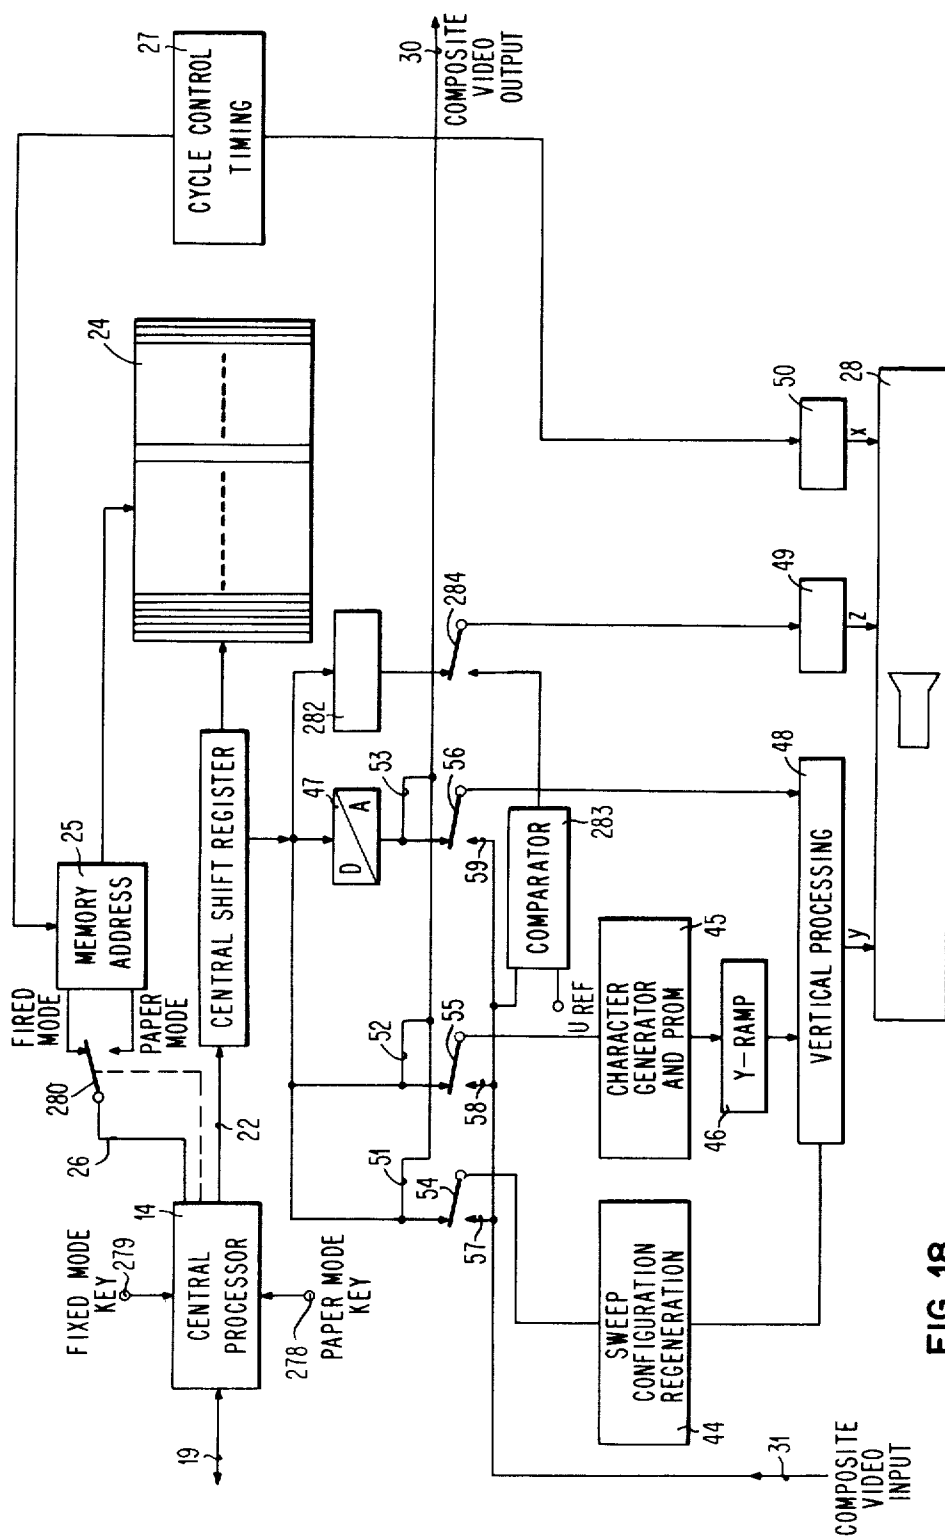 19
FIXED MODE
KEY
279
14
CENTRAL
PROCESSOR
278
PAPER MODE
KEY
26
280
22
FIRED MODE
PAPER
MODE
25
MEMORY
ADDRESS
CENTRAL SHIFT REGISTER
24
27
CYCLE CONTROL
TIMING
51
52
47
D
A
53
282
30
COMPOSITE
VIDEO
OUTPUT
54
55
56
284
57
58
59
COMPARATOR
283
U REF
31
COMPOSITE
VIDEO
INPUT
44
SWEEP
CONFIGURATION
REGENERATION
CHARACTER
GENERATOR
AND PROM
45
46
Y-RAMP
VERTICAL PROCESSING
48
49
50
y
z
x
28
FIG. 18